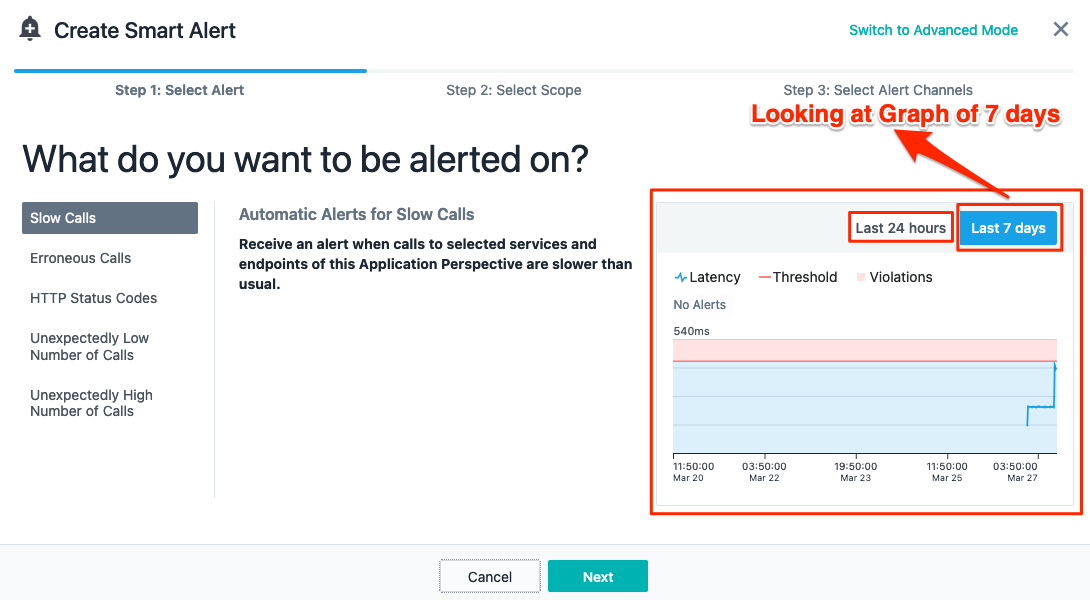 Create Smart Alert
Switch to Advanced Mode
Step 1: Select Alert
Step 2: Select Scope
Step 3: Select Alert Channels
Looking at Graph of 7 days
What do you want to be alerted on?
Slow Calls
Erroneous Calls
HTTP Status Codes
Unexpectedly Low
Number of Calls
Unexpectedly High
Number of Calls
Automatic Alerts for Slow Calls
Receive an alert when calls to selected services and
endpoints of this Application Perspective are slower than
usual.
Last 24 hours
Last 7 days
Latency
Threshold
Violations
No Alerts
540ms
11:50:00
Mar 20
03:50:00
Mar 22
19:50:00
Mar 23
11:50:00
Mar 25
03:50:00
Mar 27
Cancel
Next